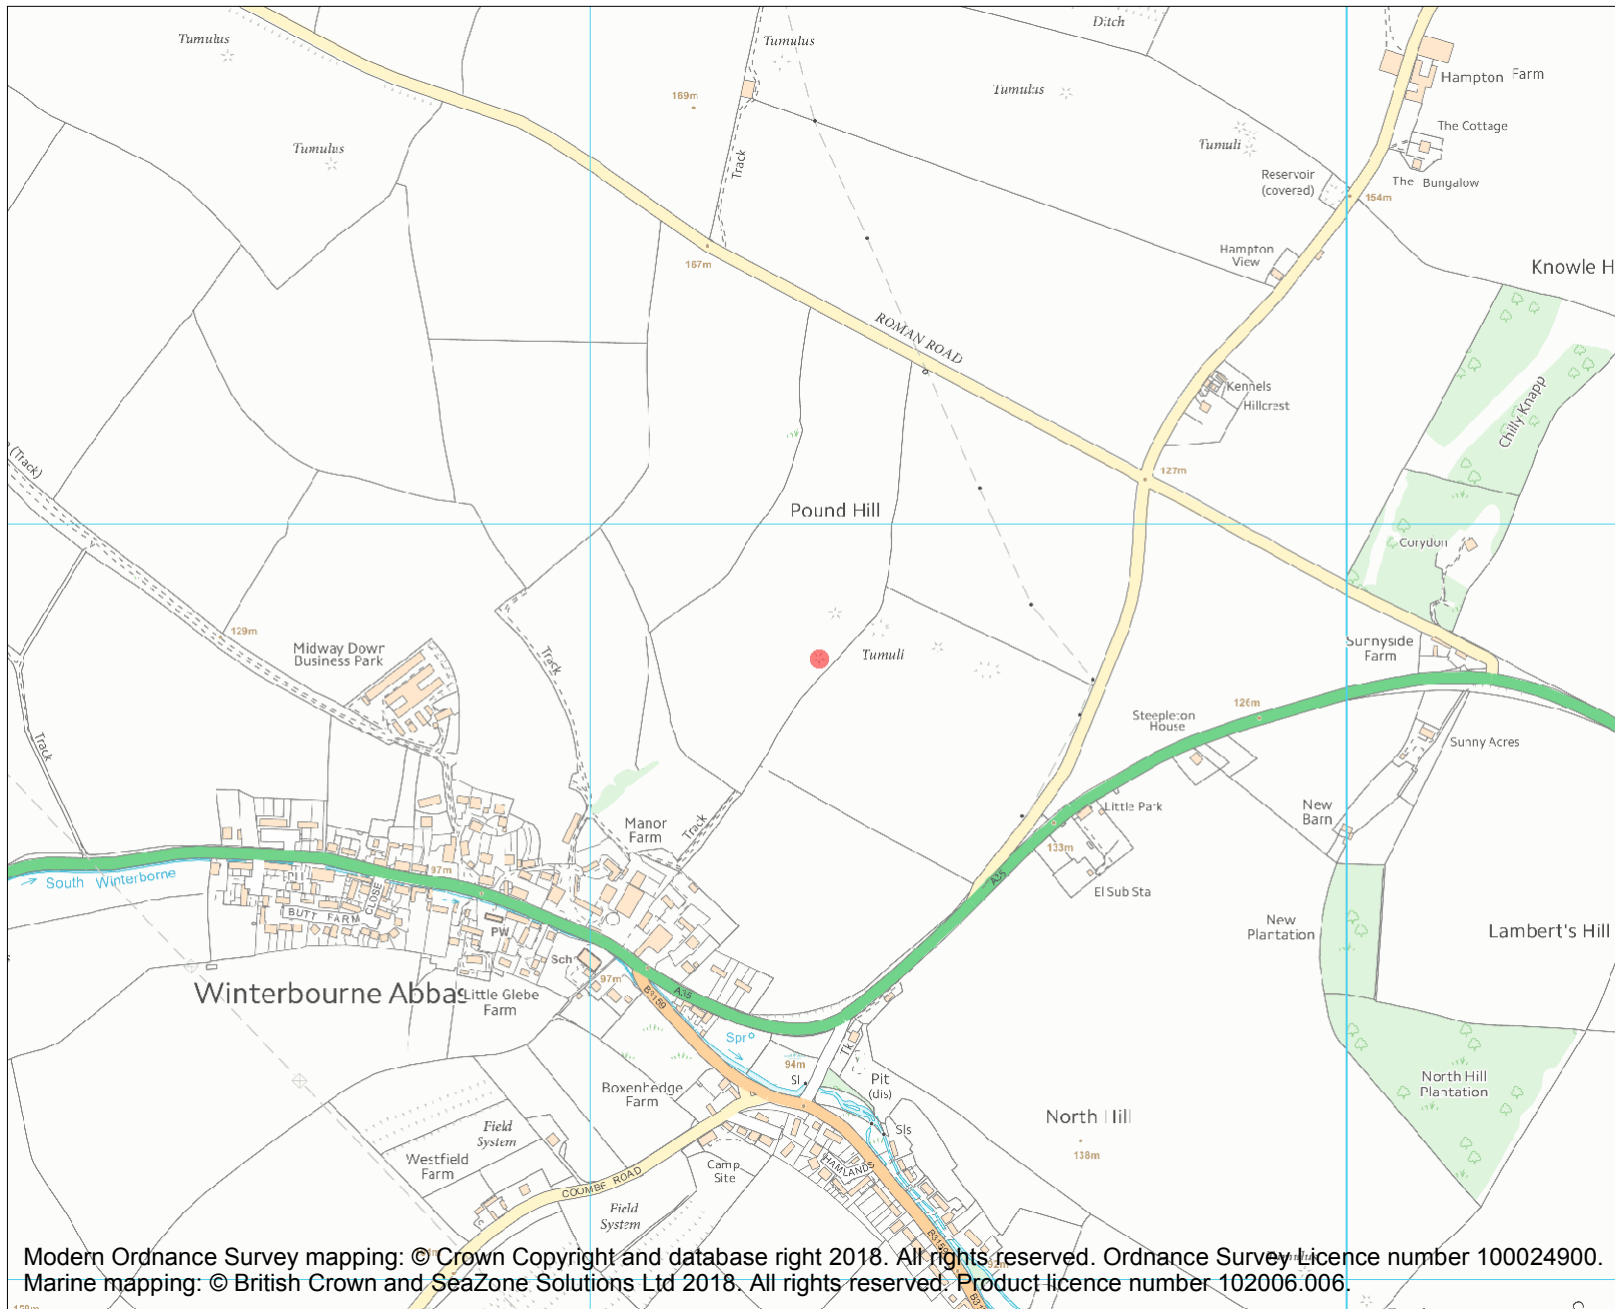 Ditch
Tumulus
Tumulus
Hampton Farm
Tumulus
169m
The Cottage
Tumuli
Tumulus
Track
Reservoir
(covered)
The Bungalow
154m
Hampton
View
167m
Knowle H
ROMAN ROAD
Kennels
Hillcrest
Chilly Knapp
(Track)
127m
Pound Hill
Corydon
129m
Midway Down
Business Park
Track
Tumuli
Sunnyside
Farm
126m
Steepleton
House
Track
Sunny Acres
Little Park
New
Barn
Manor
Farm
Track
133m
97m
A35
South Winterborne
El Sub Sta
BUTT FARM CLOSE
PW
New
Plantation
Lambert's Hill
Sch
97m
Winterbourne Abbas
Little Glebe
Farm
B3159
A35
Spr
Tk
94m
Sl
Pit
(dis)
Boxenhedge
Farm
North Hill
Plantation
North Hill
Field
System
Sls
138m
Westfield
Farm
HAMLANDS
Camp
Site
COOMBE ROAD
Field
System
B3159
Modern Ordnance Survey mapping: © Crown Copyright and database right 2018. All rights reserved. Ordnance Survey Licence number 100024900.
Marine mapping: © British Crown and SeaZone Solutions Ltd 2018. All rights reserved. Product licence number 102006.006.